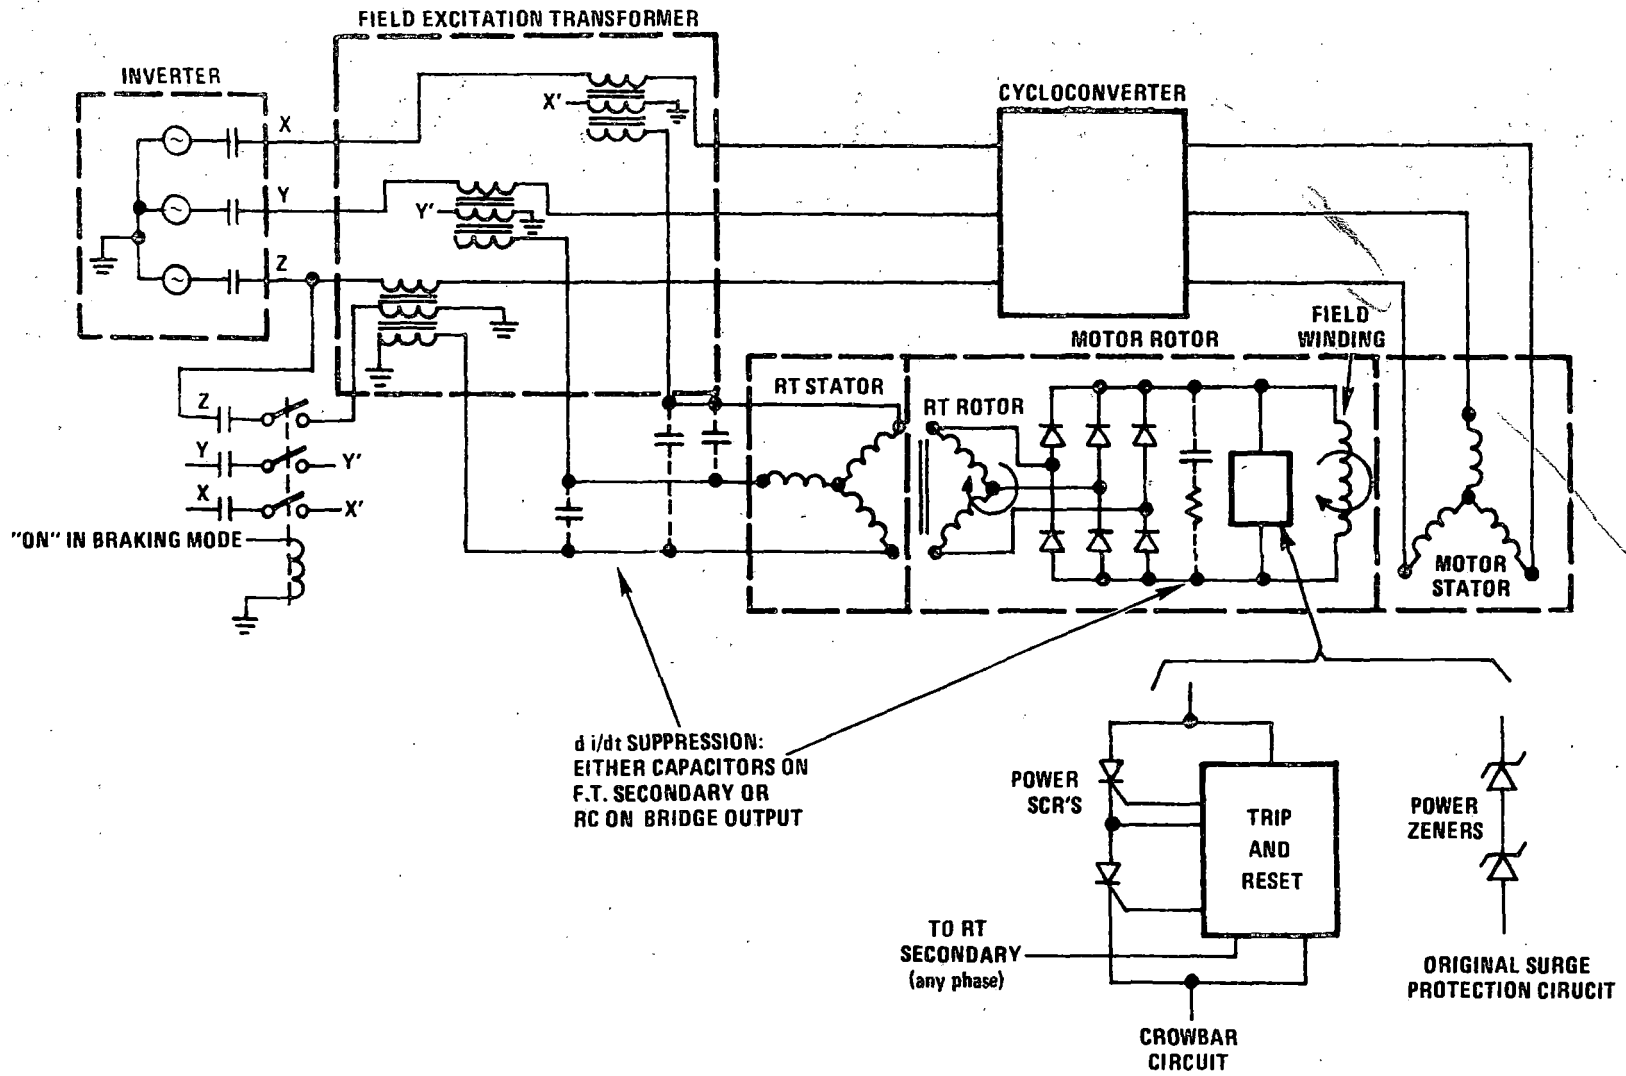 FIELD EXCITATION TRANSFORMER
INVERTER
X
X'
CYCLOCONVERTER
Y
Y'
Z
FIELD
WINDING
MOTOR ROTOR
RT STATOR
RT ROTOR
Z
Y
Y'
X
X'
"ON" IN BRAKING MODE
MOTOR
STATOR
d i/dt SUPPRESSION:
EITHER CAPACITORS ON
F.T. SECONDARY OR
RC ON BRIDGE OUTPUT
POWER
SCR'S
TRIP
AND
RESET
POWER
ZENERS
TO RT
SECONDARY
(any phase)
ORIGINAL SURGE
PROTECTION CIRUCIT
CROWBAR
CIRCUIT